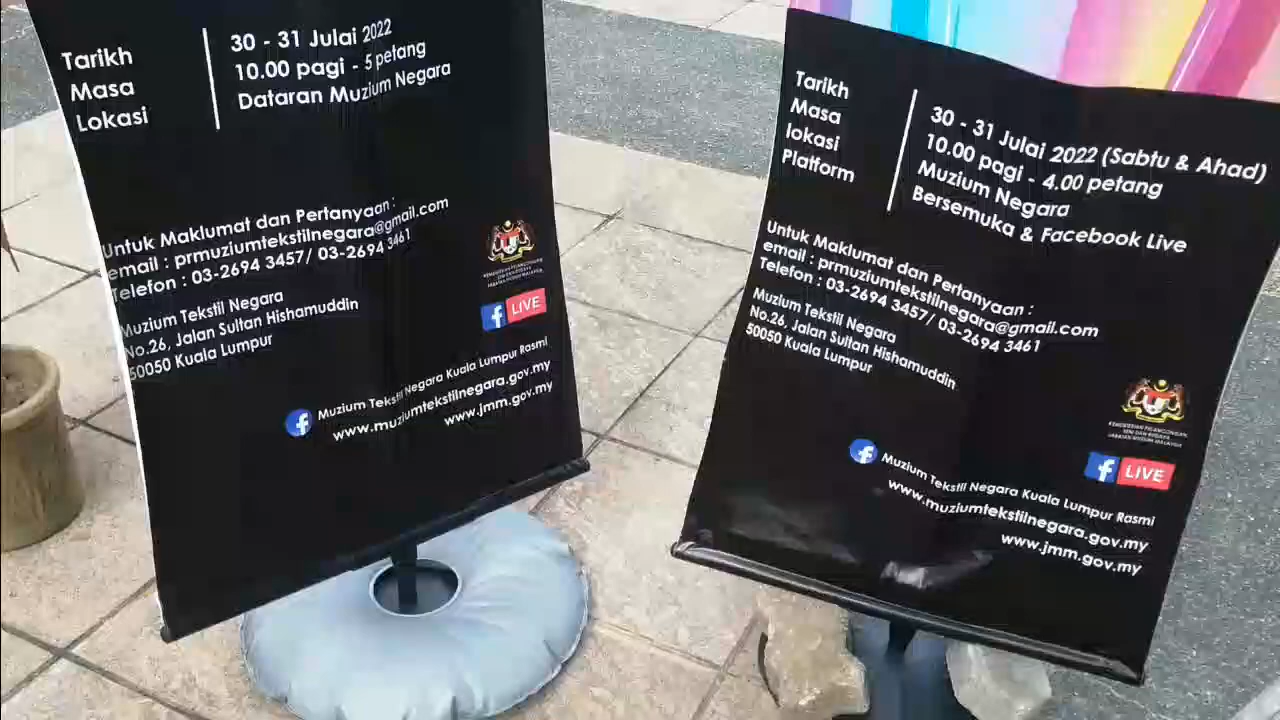 Tarikh
Masa
Lokasi
30 - 31 Julai 2022
10.00 pagi - 5 petang
Dataran Muzium Negara
Untuk Maklumat dan Pertanyaan :
email : prmuziumtekstilnegara@gmail.com
Telefon : 03-2694 3457/ 03-2694 3461
Muzium Tekstil Negara
No.26, Jalan Sultan Hishamuddin
50050 Kuala Lumpur
LIVE
Muzium Tekstil Negara Kuala Lumpur Rasmi
www.muziumtekstilnegara.gov.my
www.jmm.gov.my
Tarikh
Masa
lokasi
Platform
30 - 31 Julai 2022 (Sabtu & Ahad)
10.00 pagi - 4.00 petang
Muzium Negara
Bersemuka & Facebook Live
Untuk Maklumat dan Pertanyaan :
email : prmuziumtekstilnegara@gmail.com
Telefon : 03-2694 3457/ 03-2694 3461
Muzium Tekstil Negara
No.26, Jalan Sultan Hishamuddin
50050 Kuala Lumpur
LIVE
Muzium Tekstil Negara Kuala Lumpur Rasmi
www.muziumtekstilnegara.gov.my
www.jmm.gov.my